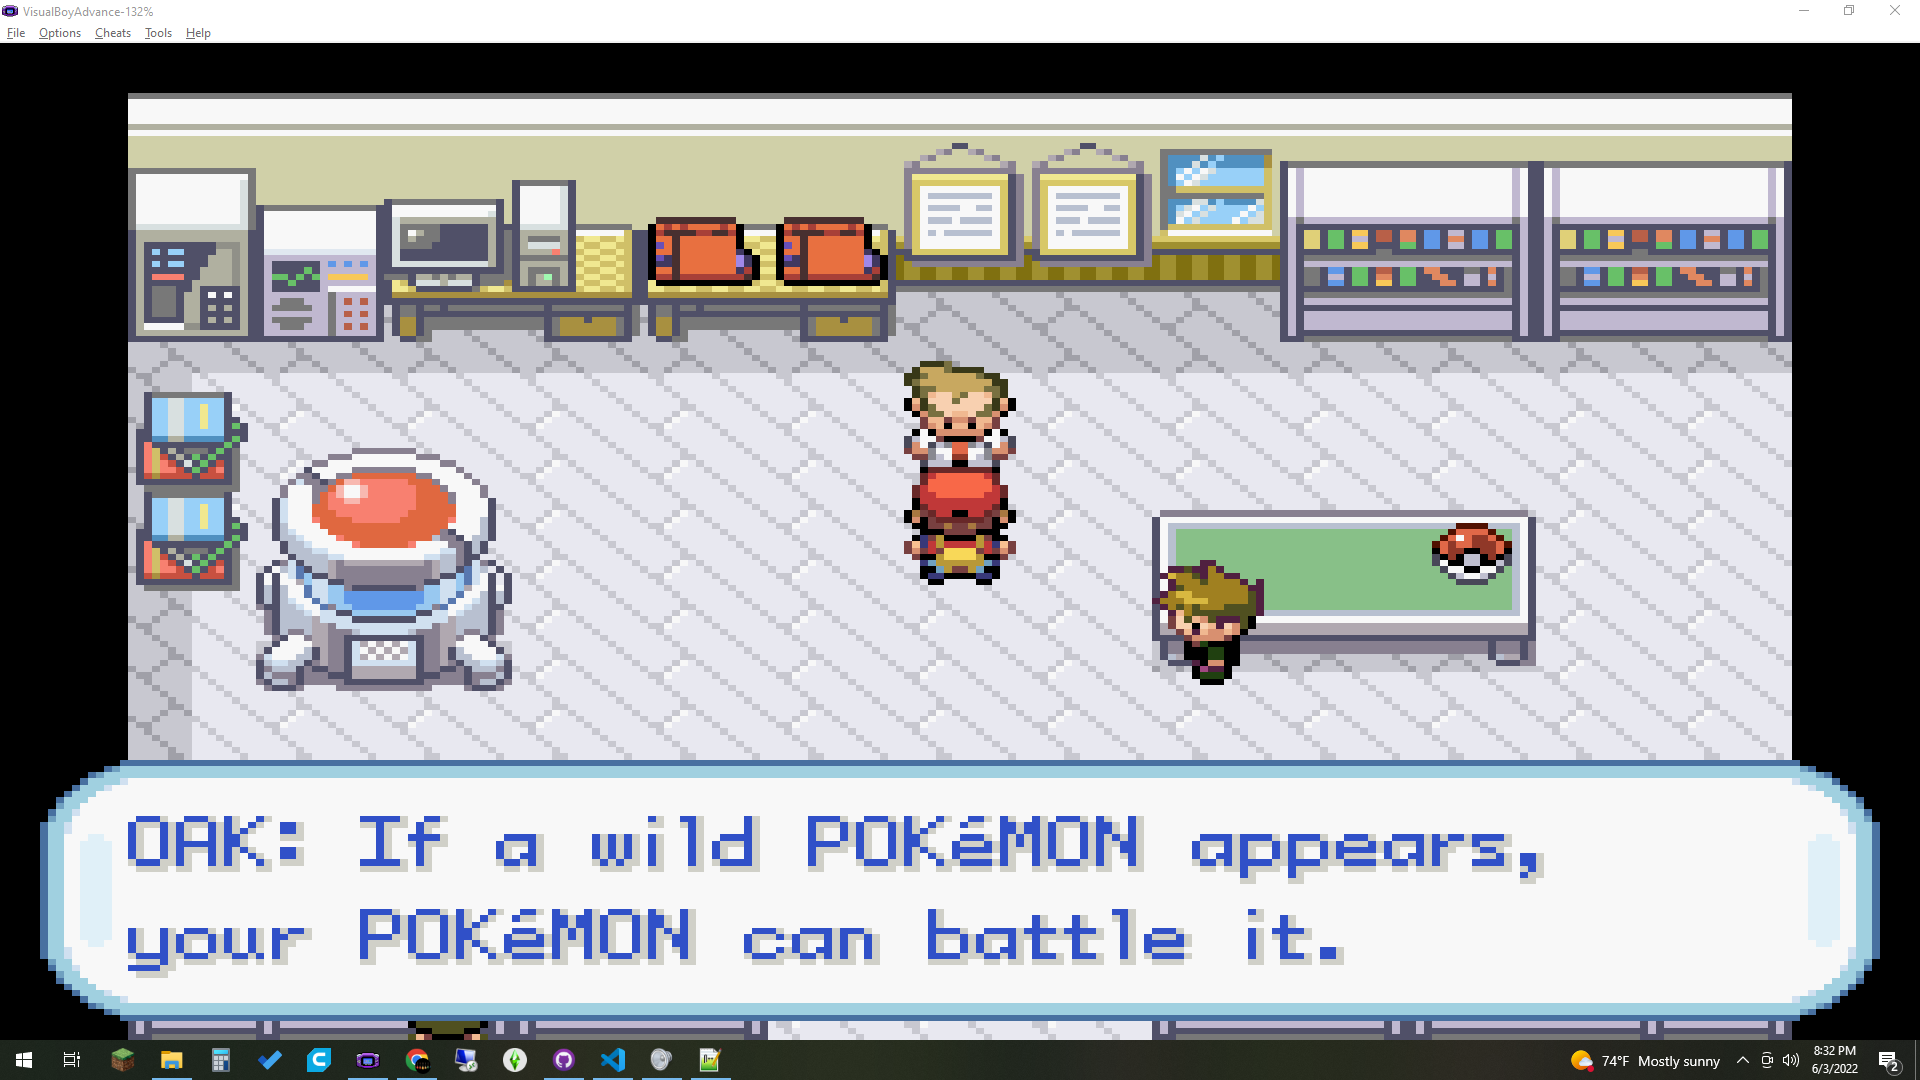 VisualBoyAdvance-132%
File Options Cheats Tools Help
OAK: If a wild POKéMON appears,
your POKéMON can battle it.
74°F Mostly sunny
8:32 PM
6/3/2022
2